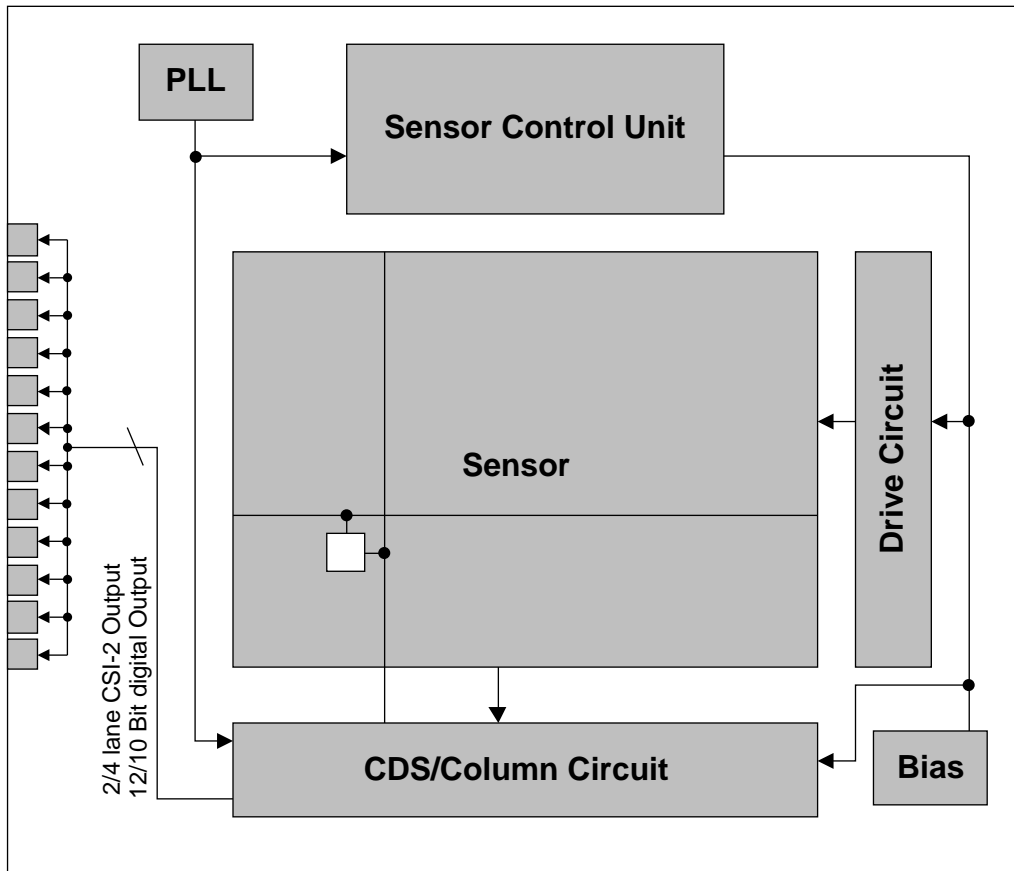 PLL
Sensor Control Unit
Sensor
Drive Circuit
2/4 lane CSI-2 Output
12/10 Bit digital Output
CDS/Column Circuit
Bias